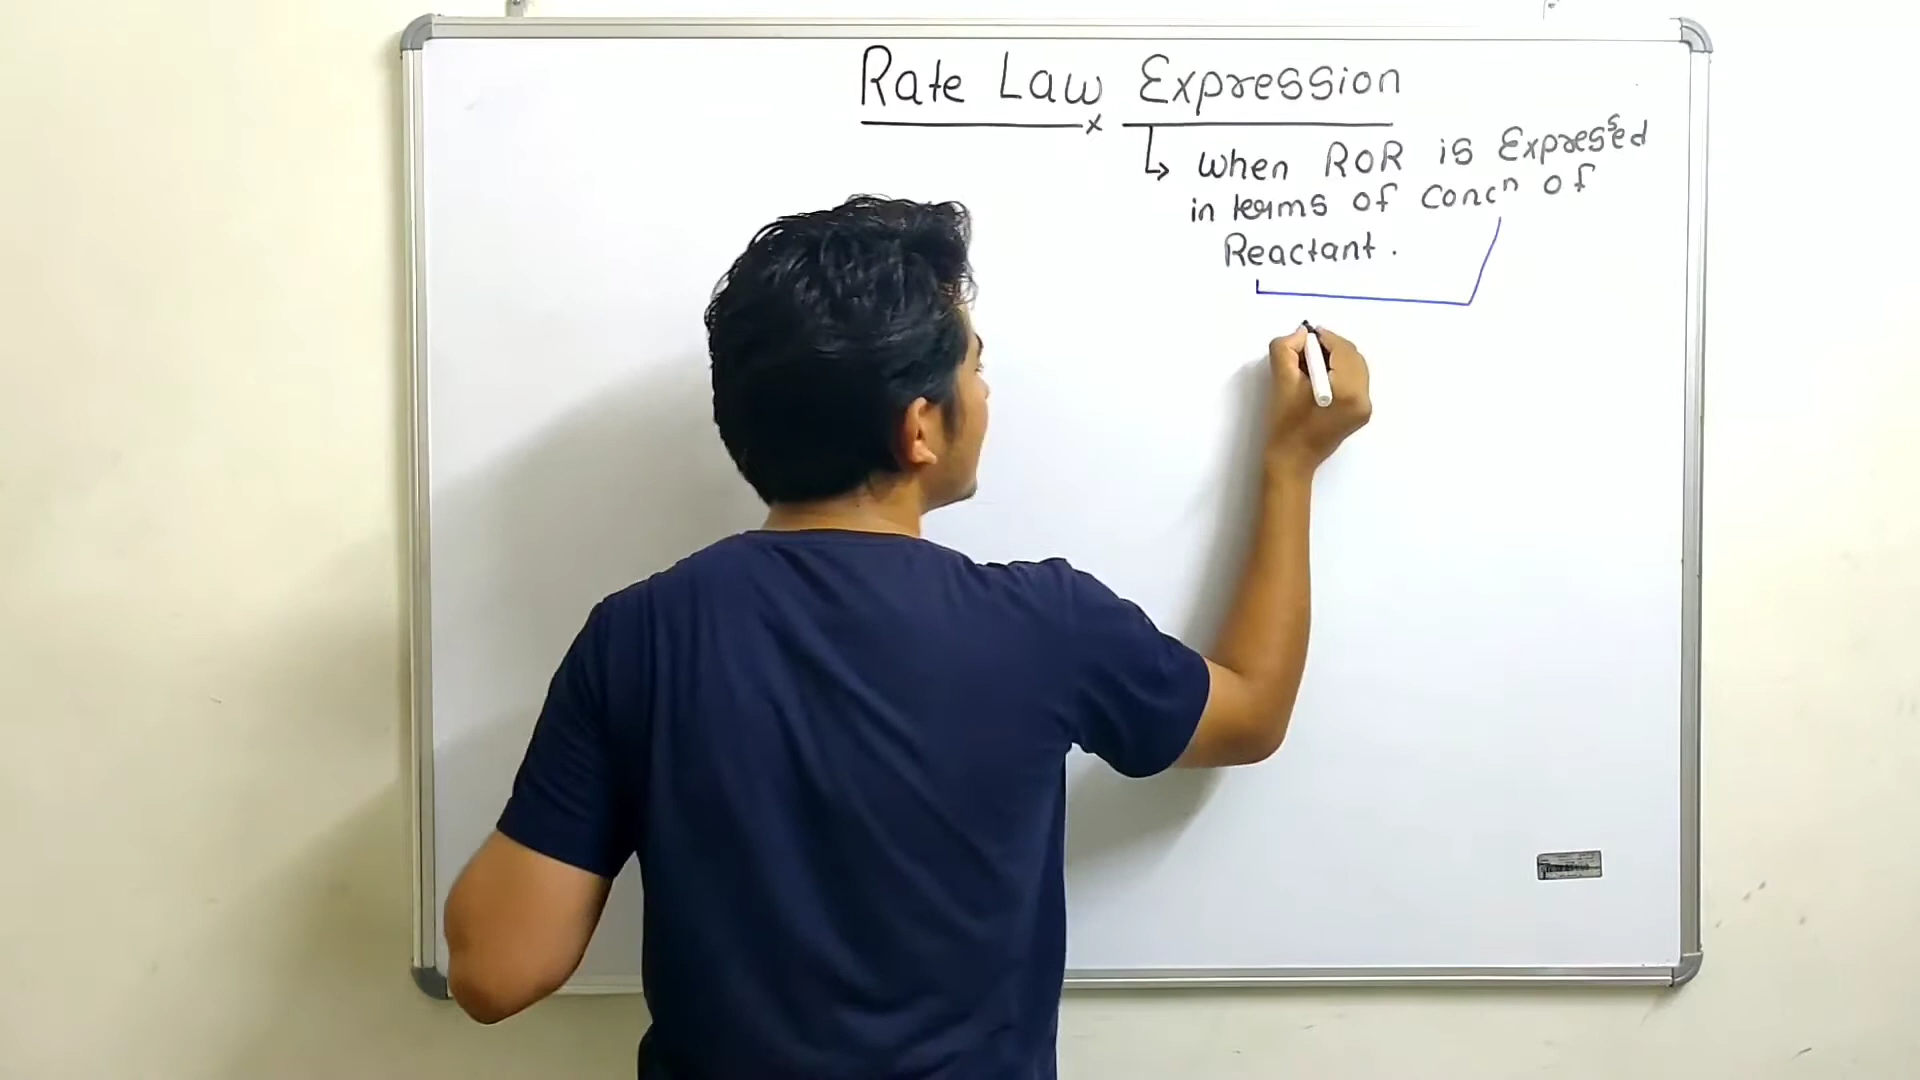 Rate Law Expression
↳ When ROR is Expressed
in terms of Concⁿ of
Reactant.